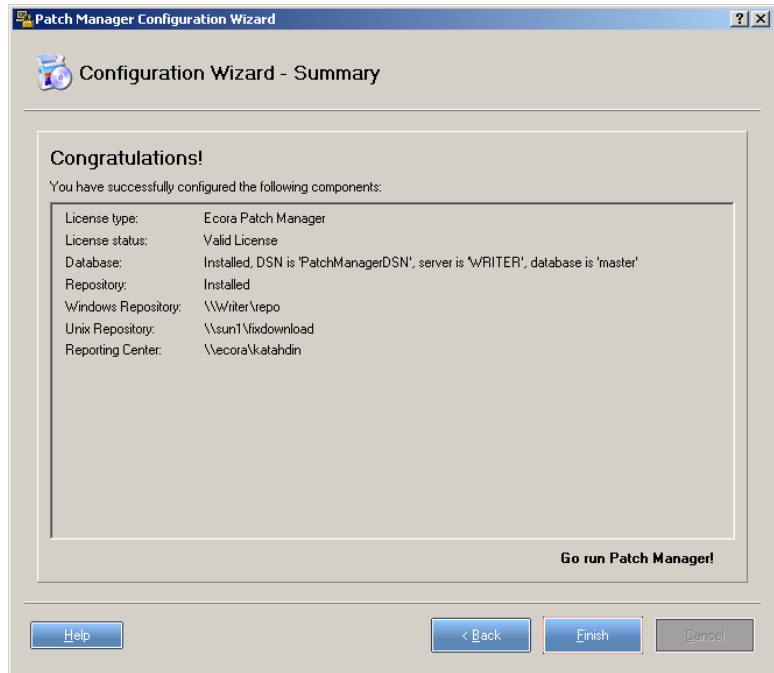 Patch Manager Configuration Wizard
Configuration Wizard - Summary
Congratulations!
You have successfully configured the following components:
License type: Ecora Patch Manager
License status: Valid License
Database: Installed, DSN is 'PatchManagerDSN', server is 'WRITER', database is 'master'
Repository: Installed
Windows Repository: \\Writer\repo
Unix Repository: \\sun1\fixdownload
Reporting Center: \\ecora\katahdin
Go run Patch Manager!
Help < Back Finish Cancel